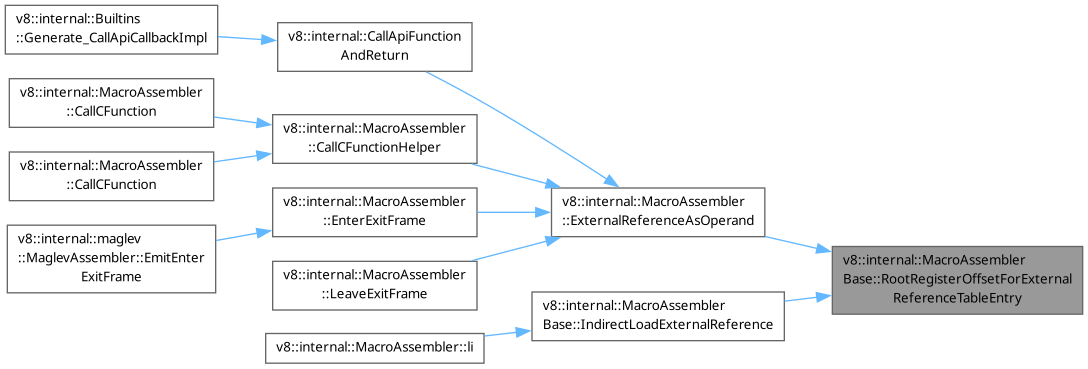 v8::internal::Builtins
::Generate_CallApiCallbackImpl
v8::internal::MacroAssembler
::CallCFunction
v8::internal::MacroAssembler
::CallCFunction
v8::internal::maglev
::MaglevAssembler::EmitEnter
ExitFrame
v8::internal::CallApiFunction
AndReturn
v8::internal::MacroAssembler
::CallCFunctionHelper
v8::internal::MacroAssembler
::EnterExitFrame
v8::internal::MacroAssembler
::LeaveExitFrame
v8::internal::MacroAssembler::li
v8::internal::MacroAssembler
::ExternalReferenceAsOperand
v8::internal::MacroAssembler
Base::IndirectLoadExternalReference
v8::internal::MacroAssembler
Base::RootRegisterOffsetForExternal
ReferenceTableEntry